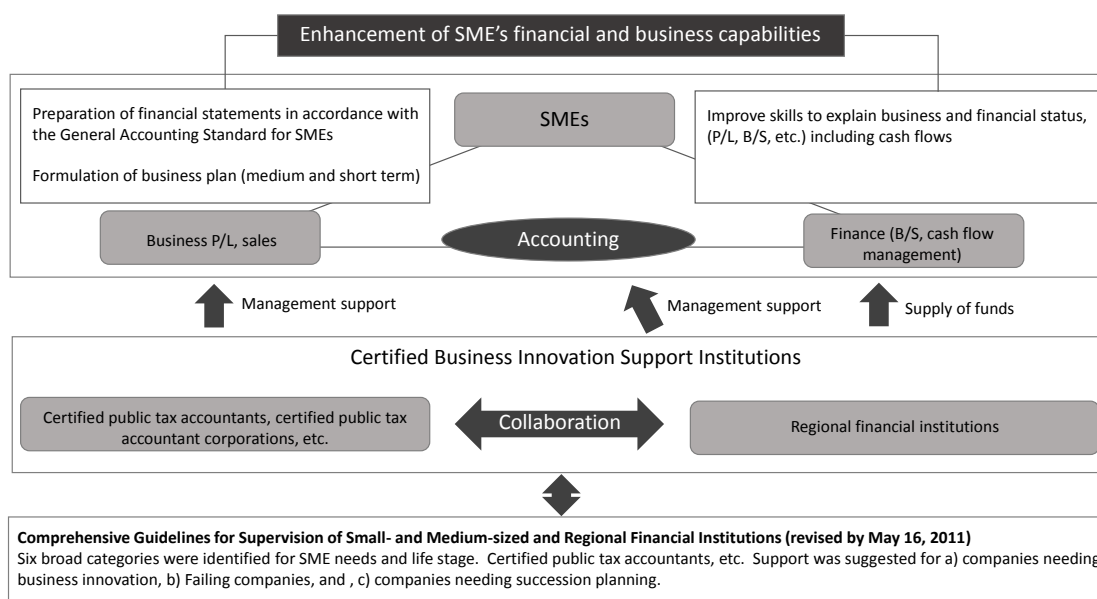 Enhancement of SME's financial and business capabilities
Preparation of financial statements in accordance with
the General Accounting Standard for SMEs
Formulation of business plan (medium and short term)
SMEs
Improve skills to explain business and financial status,
(P/L, B/S, etc.) including cash flows
Business P/L, sales
Accounting
Finance (B/S, cash flow
management)
Management support
Management support
Supply of funds
Certified Business Innovation Support Institutions
Certified public tax accountants, certified public tax
accountant corporations, etc.
Collaboration
Regional financial institutions
Comprehensive Guidelines for Supervision of Small- and Medium-sized and Regional Financial Institutions (revised by May 16, 2011)
Six broad categories were identified for SME needs and life stage. Certified public tax accountants, etc. Support was suggested for a) companies needing
business innovation, b) Failing companies, and , c) companies needing succession planning.